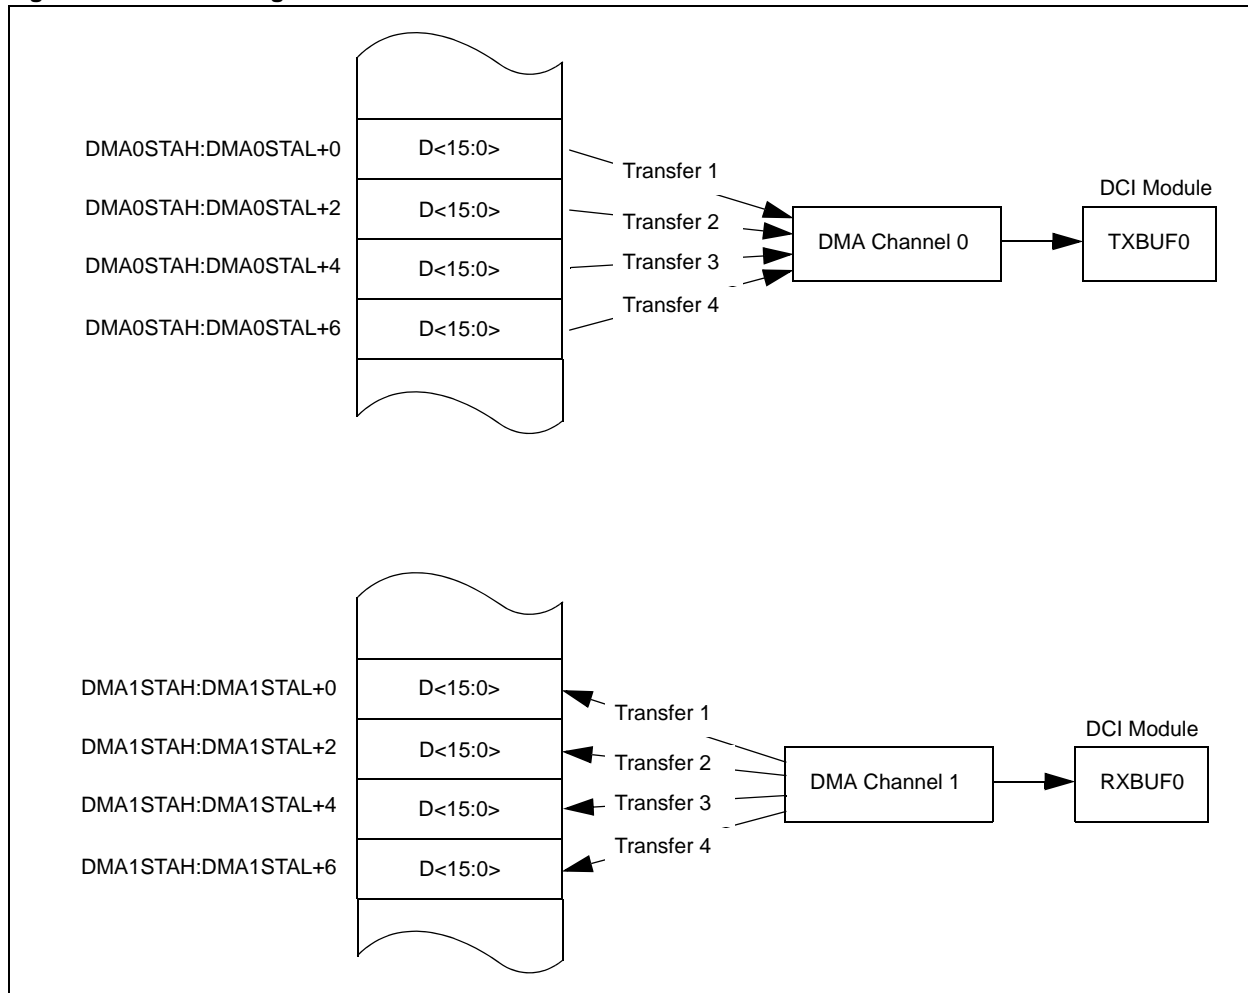 DMA0STAH:DMA0STAL+0
D<15:0>
Transfer 1
DMA0STAH:DMA0STAL+2
D<15:0>
Transfer 2
DMA0STAH:DMA0STAL+4
D<15:0>
Transfer 3
DMA0STAH:DMA0STAL+6
D<15:0>
Transfer 4
DMA Channel 0
DCI Module
TXBUF0
DMA1STAH:DMA1STAL+0
D<15:0>
Transfer 1
DMA1STAH:DMA1STAL+2
D<15:0>
Transfer 2
DMA1STAH:DMA1STAL+4
D<15:0>
Transfer 3
DMA1STAH:DMA1STAL+6
D<15:0>
Transfer 4
DMA Channel 1
DCI Module
RXBUF0